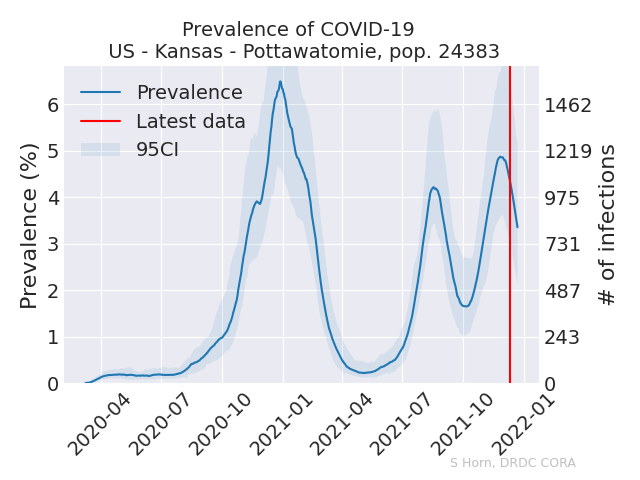 Prevalence of COVID-19
US - Kansas - Pottawatomie, pop. 24383
Prevalence
Latest data
95CI
Prevalence (%)
6
5
4
3
2
1
0
1462
1219
975
731
487
243
0
# of infections
2020-04
2020-07
2020-10
2021-01
2021-04
2021-07
2021-10
2022-01
S Horn, DRDC CORA